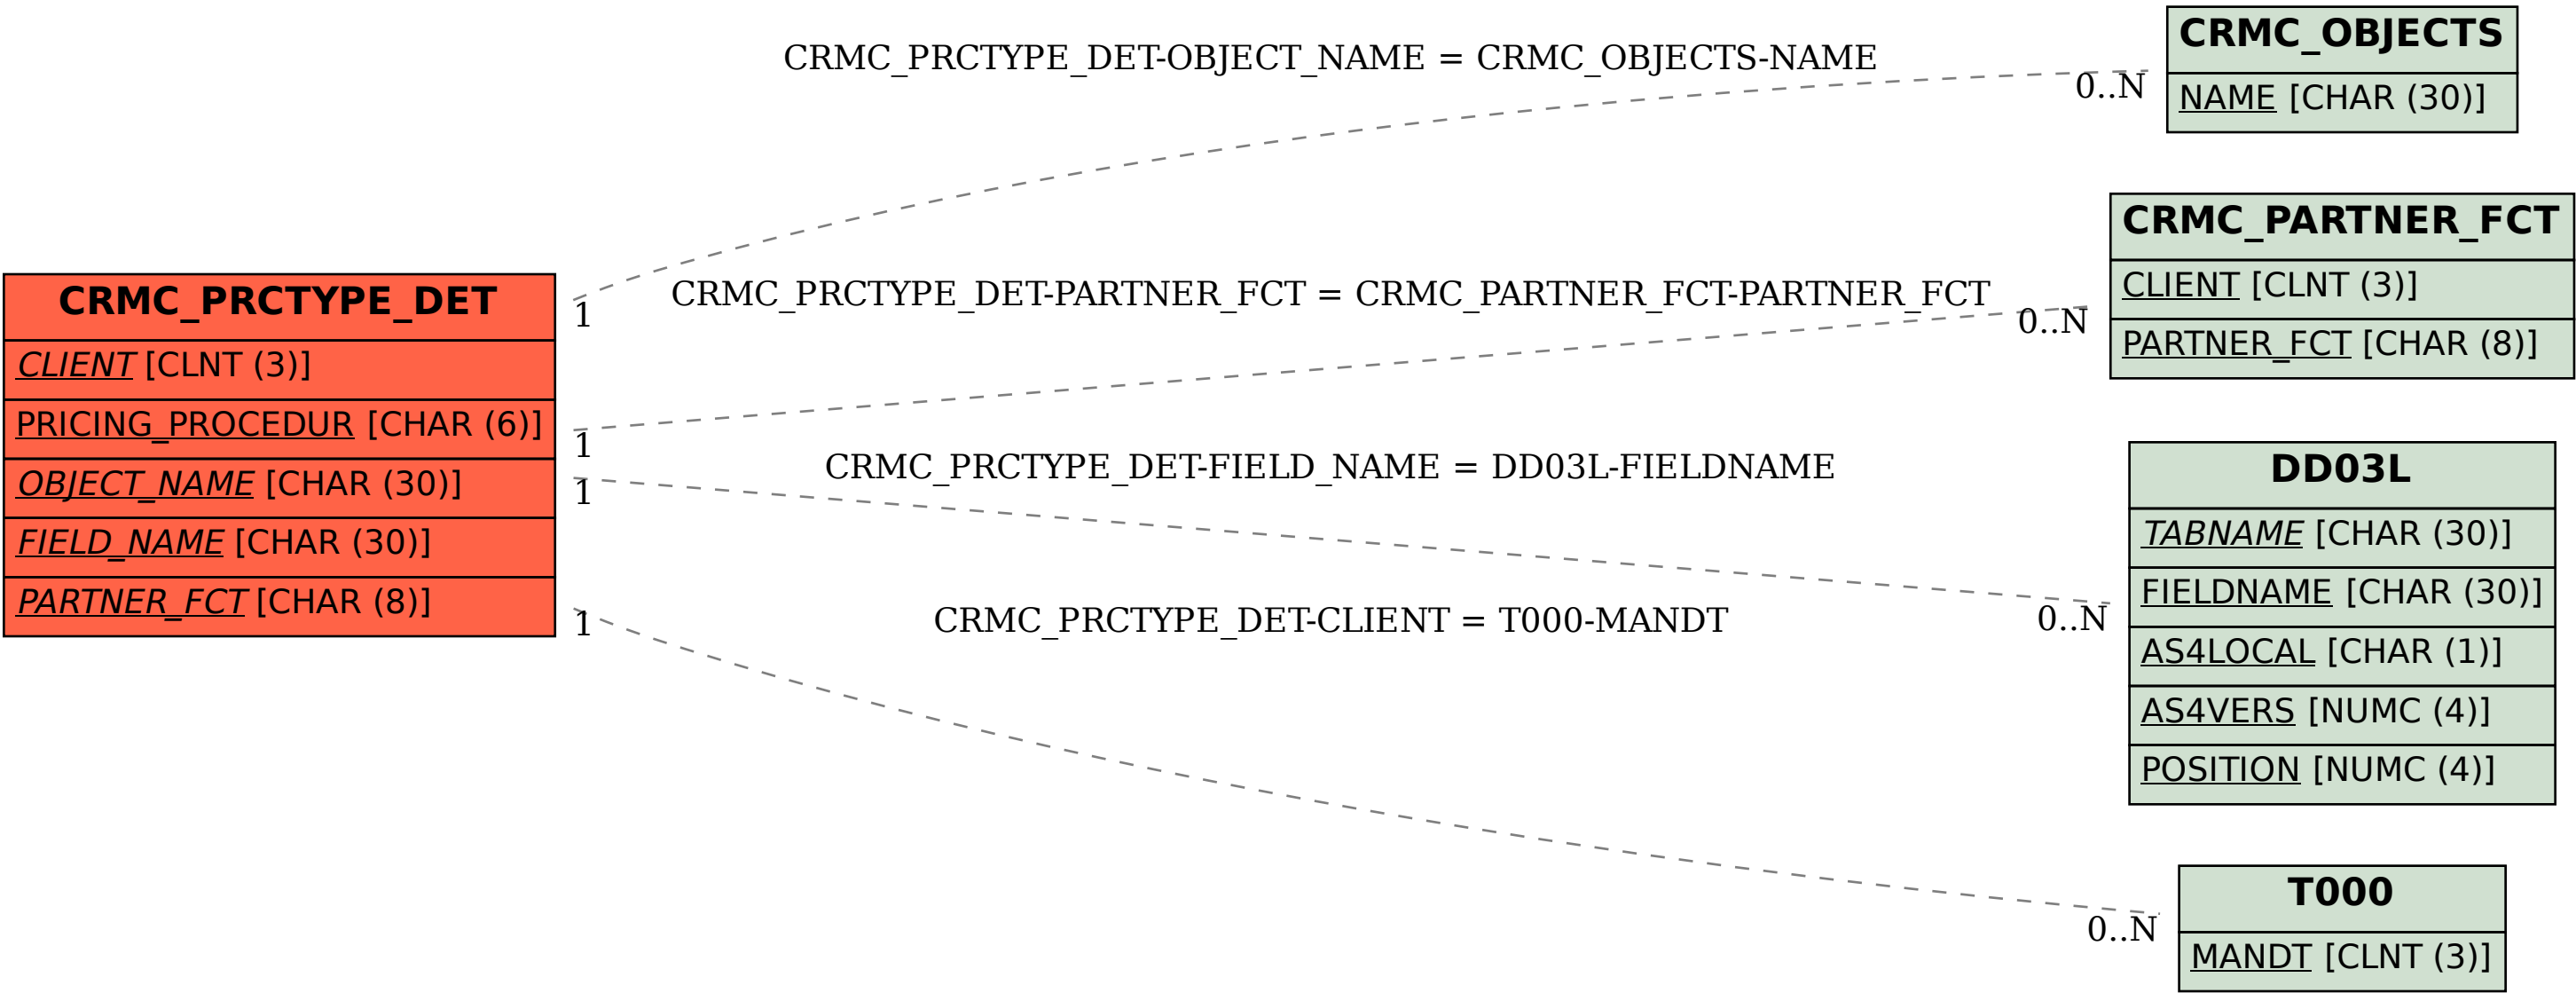 CRMC_PRCTYPE_DET
CLIENT [CLNT (3)]
PRICING_PROCEDUR [CHAR (6)]
OBJECT_NAME [CHAR (30)]
FIELD_NAME [CHAR (30)]
PARTNER_FCT [CHAR (8)]
CRMC_PRCTYPE_DET-OBJECT_NAME = CRMC_OBJECTS-NAME
1
0..N
CRMC_PRCTYPE_DET-PARTNER_FCT = CRMC_PARTNER_FCT-PARTNER_FCT
1
0..N
CRMC_PRCTYPE_DET-FIELD_NAME = DD03L-FIELDNAME
1
0..N
CRMC_PRCTYPE_DET-CLIENT = T000-MANDT
1
0..N
CRMC_OBJECTS
NAME [CHAR (30)]
CRMC_PARTNER_FCT
CLIENT [CLNT (3)]
PARTNER_FCT [CHAR (8)]
DD03L
TABNAME [CHAR (30)]
FIELDNAME [CHAR (30)]
AS4LOCAL [CHAR (1)]
AS4VERS [NUMC (4)]
POSITION [NUMC (4)]
T000
MANDT [CLNT (3)]